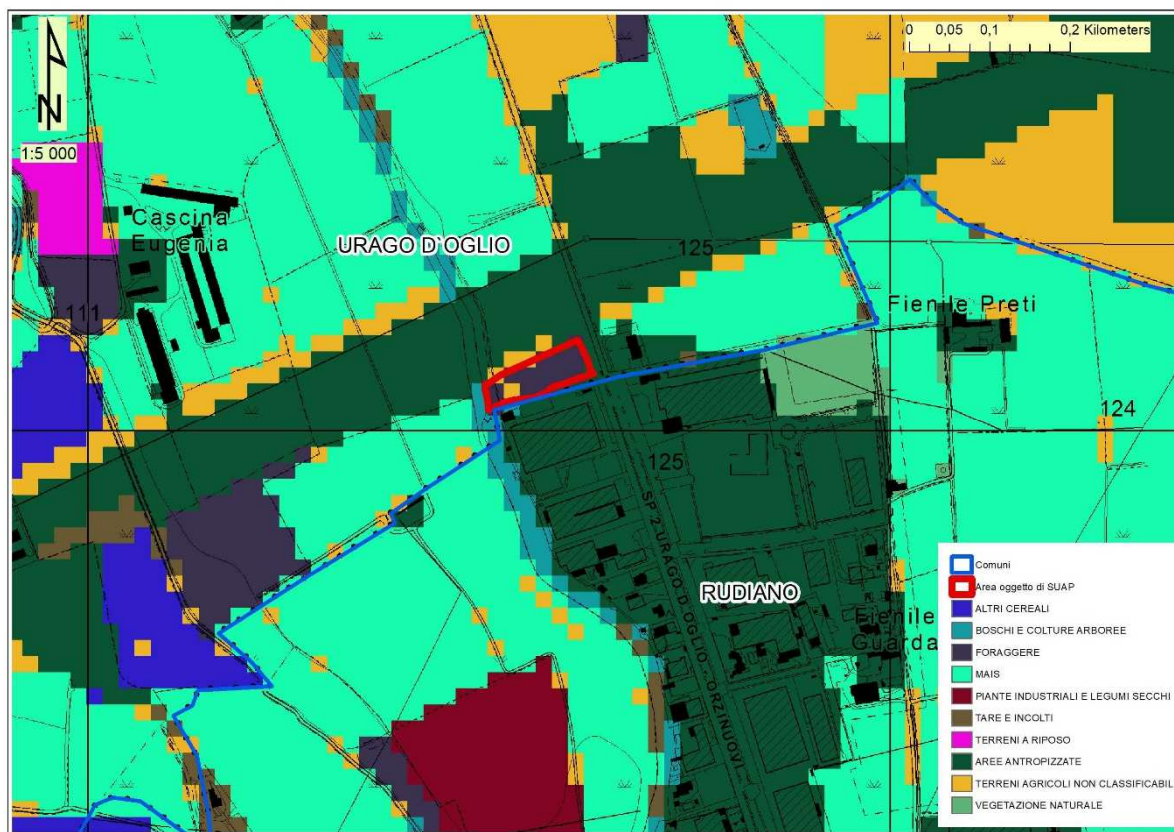 0 0,05 0,1 0,2 Kilometers
N
1:5 000
Cascina
Eugenia
URAGO D`OGLIO
125
111
Fienile Preti
124
125
SP 2 URAGO D'OGLIO - ORZINUOVI
RUDIANO
Fienile
Guarda
Comuni
Area oggetto di SUAP
ALTRI CEREALI
BOSCHI E COLTURE ARBOREE
FORAGGERE
MAIS
PIANTE INDUSTRIALI E LEGUMI SECCHI
TARE E INCOLTI
TERRENI A RIPOSO
AREE ANTROPIZZATE
TERRENI AGRICOLI NON CLASSIFICABIL
VEGETAZIONE NATURALE